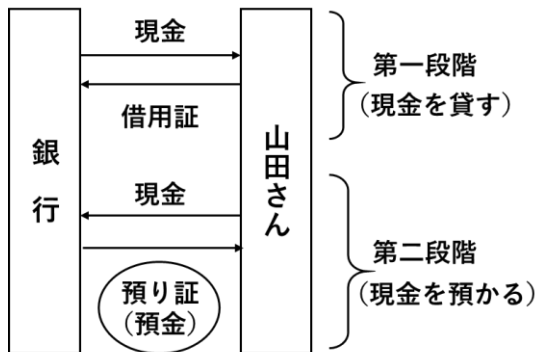 銀行
山田さん
現金
借用証
第一段階
(現金を貸す)
現金
預り証
(預金)
第二段階
(現金を預かる)